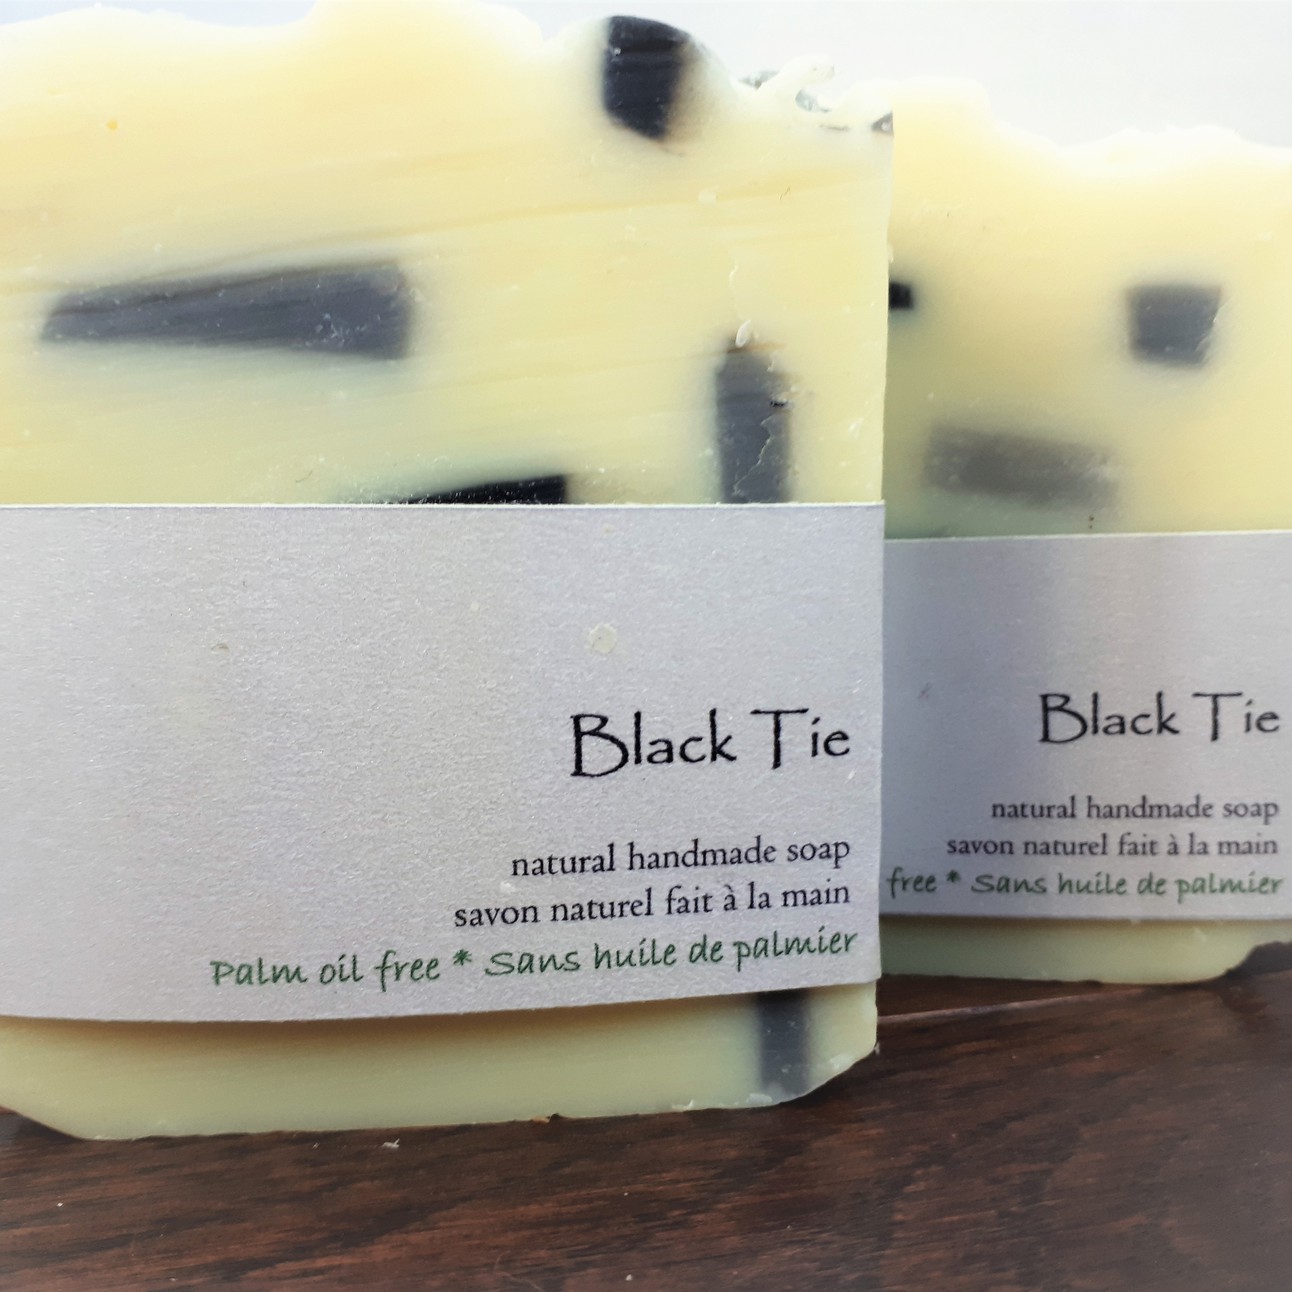 Black Tie
natural handmade soap
savon naturel fait à la main
Palm oil free * Sans huile de palmier
Black Tie
natural handmade soap
savon naturel fait à la main
free * Sans huile de palmier